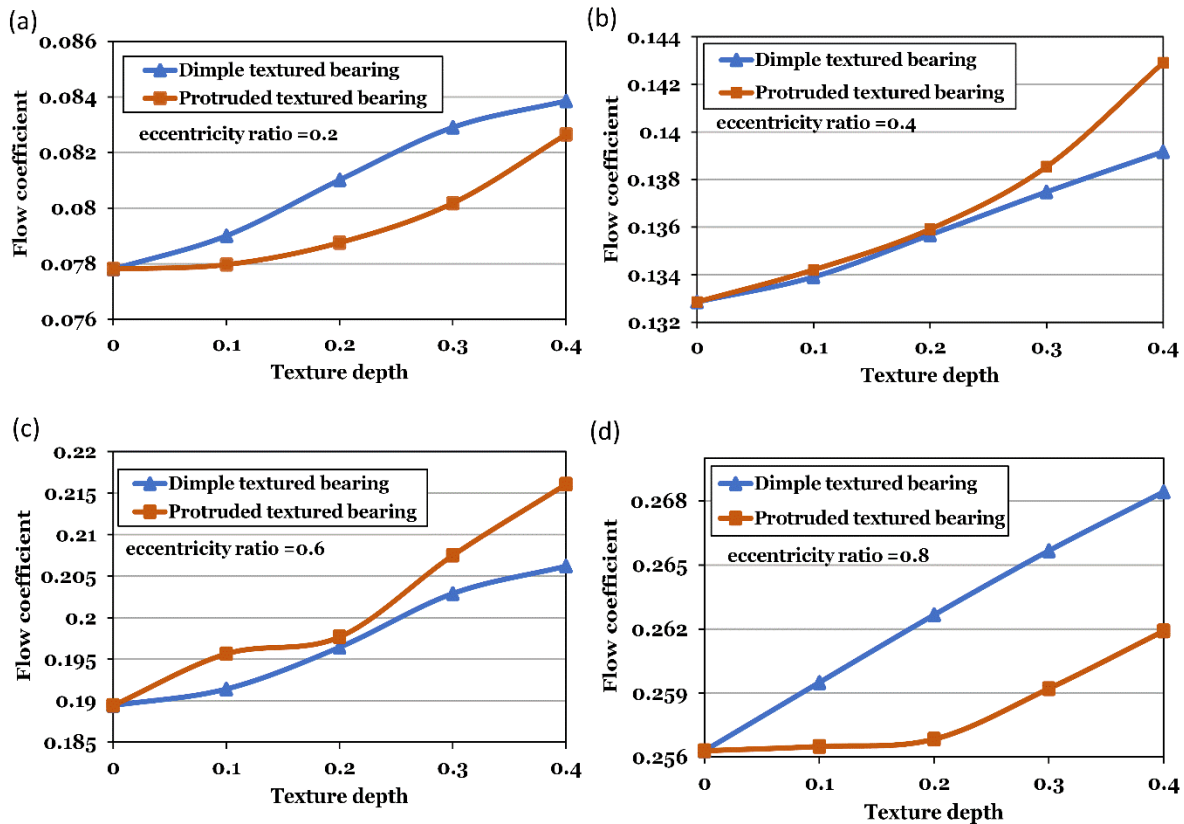 (a)
0.086
0.084
0.082
0.08
0.078
0.076
Flow coefficient
Dimple textured bearing
Protruded textured bearing
eccentricity ratio =0.2
0 0.1 0.2 0.3 0.4
Texture depth
(b)
0.144
0.142
0.14
0.138
0.136
0.134
0.132
Flow coefficient
Dimple textured bearing
Protruded textured bearing
eccentricity ratio =0.4
0 0.1 0.2 0.3 0.4
Texture depth
(c)
0.22
0.215
0.21
0.205
0.2
0.195
0.19
0.185
Flow coefficient
Dimple textured bearing
Protruded textured bearing
eccentricity ratio =0.6
0 0.1 0.2 0.3 0.4
Texture depth
(d)
0.268
0.265
0.262
0.259
0.256
Flow coefficient
Dimple textured bearing
Protruded textured bearing
eccentricity ratio =0.8
0 0.1 0.2 0.3 0.4
Texture depth